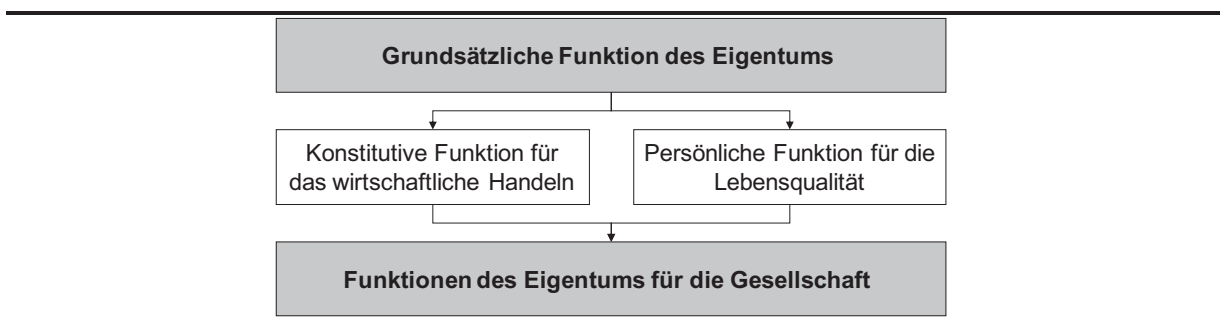 Grundsätzliche Funktion des Eigentums
Konstitutive Funktion für
das wirtschaftliche Handeln
Persönliche Funktion für die
Lebensqualität
Funktionen des Eigentums für die Gesellschaft